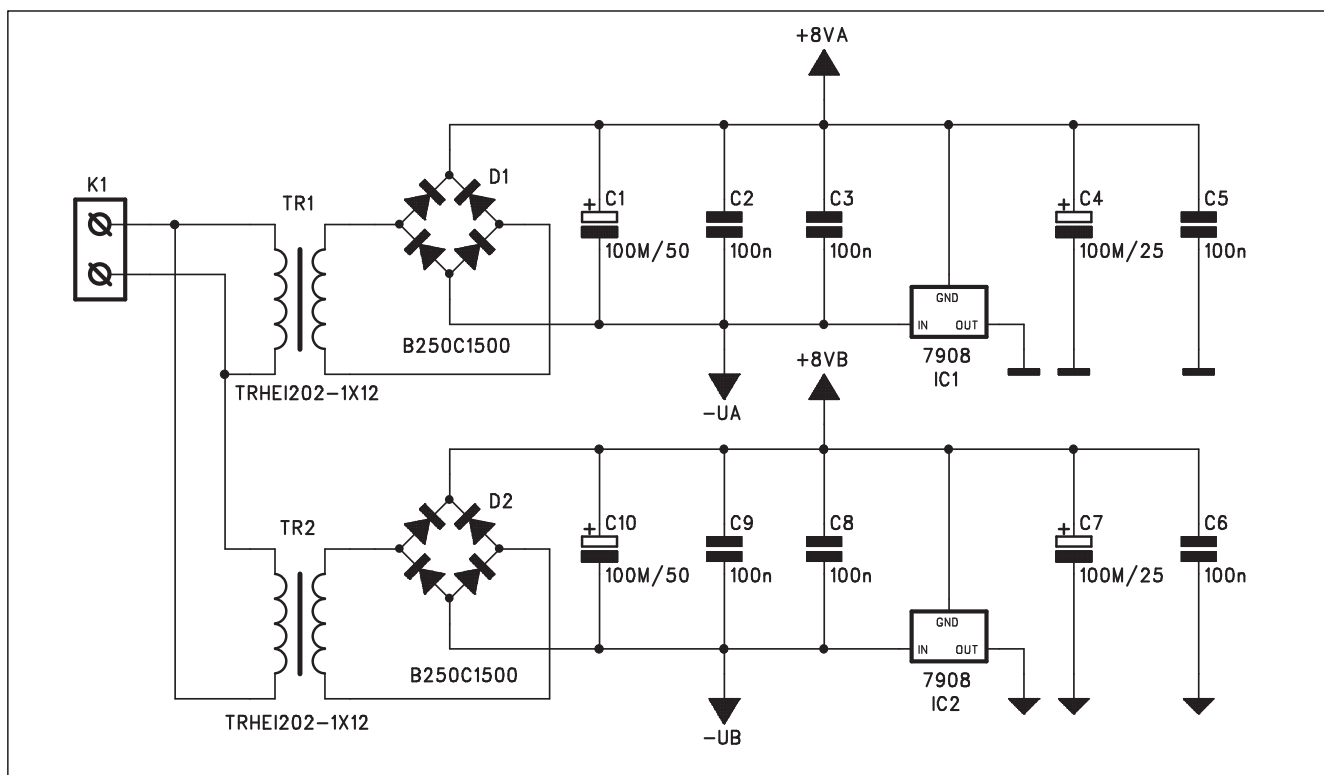 +8VA
K1
TR1
D1
+
C1
100M/50
C2
100n
C3
100n
+
C4
100M/25
C5
100n
GND
IN OUT
7908
IC1
B250C1500
TRHEI202-1X12
-UA
+8VB
TR2
D2
+
C10
100M/50
C9
100n
C8
100n
+
C7
100M/25
C6
100n
GND
IN OUT
7908
IC2
B250C1500
TRHEI202-1X12
-UB